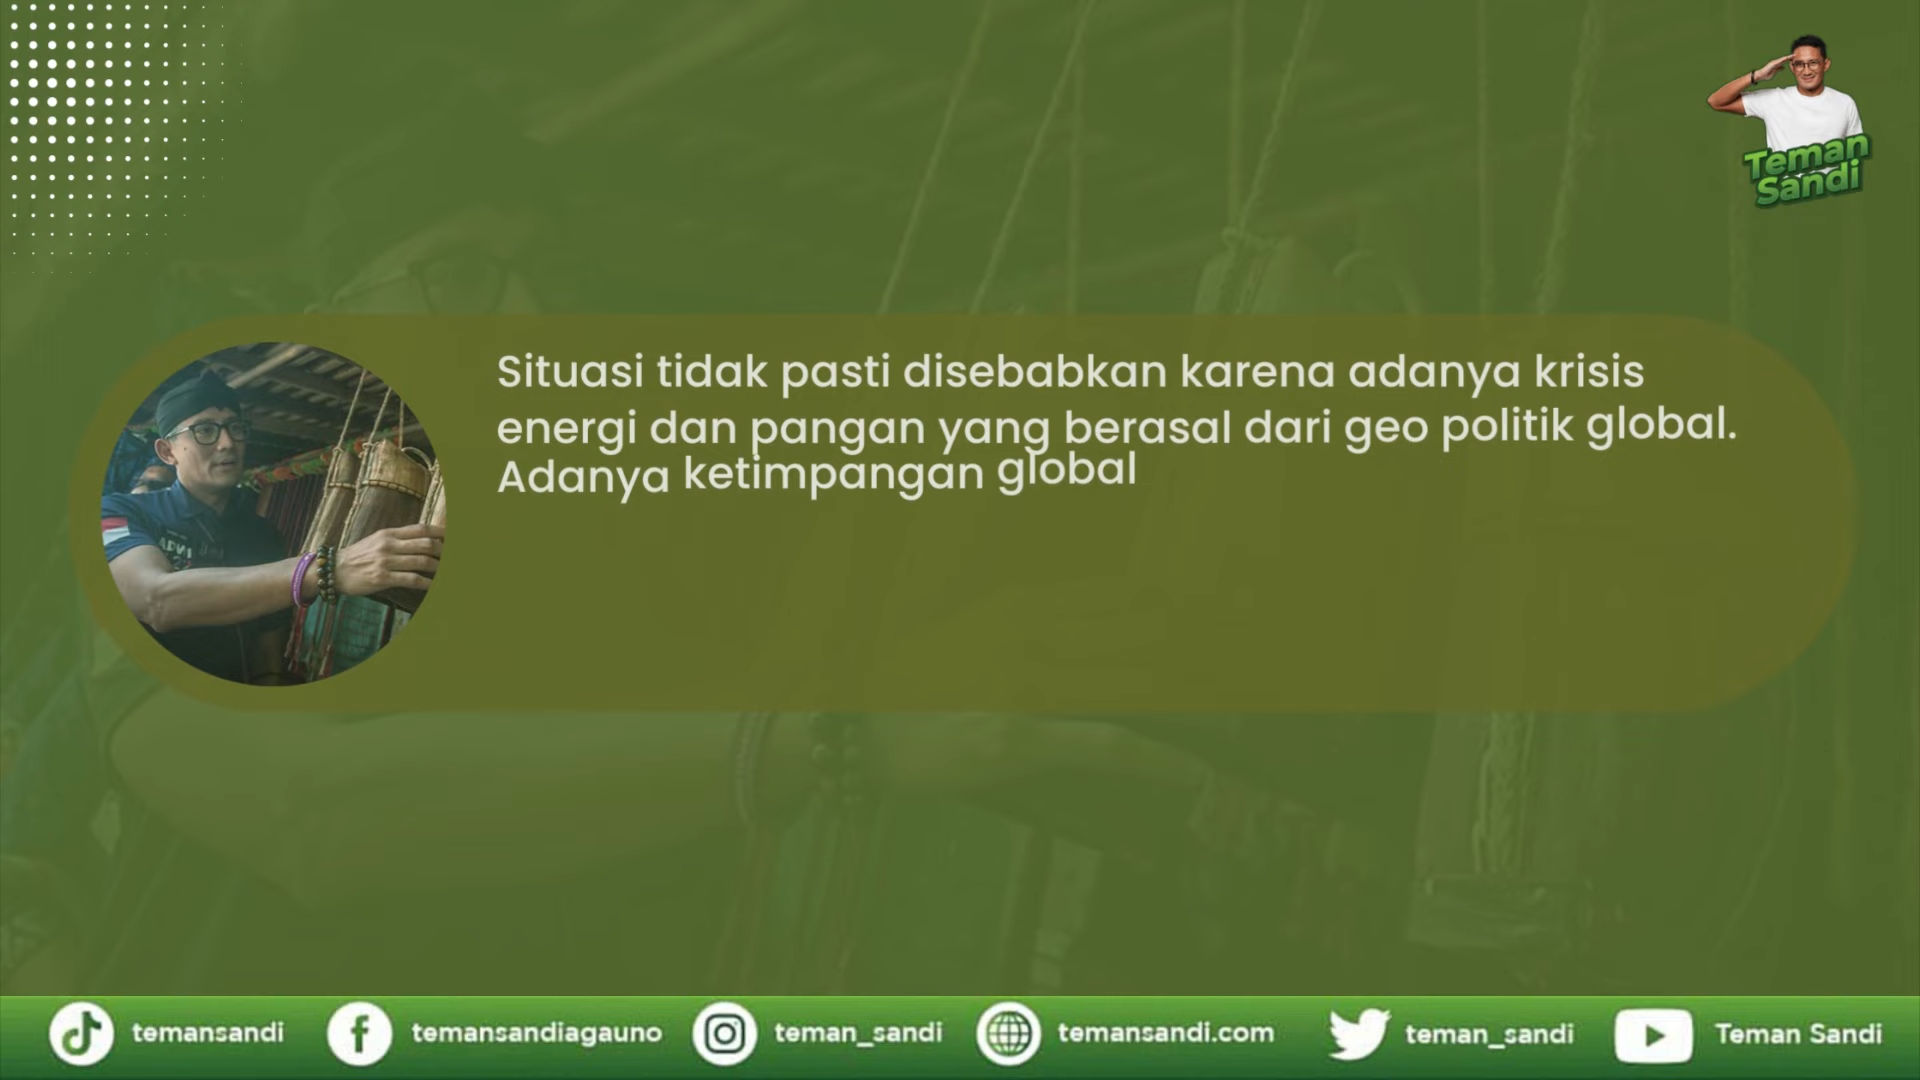 Teman
Sandi
Situasi tidak pasti disebabkan karena adanya krisis
energi dan pangan yang berasal dari geo politik global.
Adanya ketimpangan global
temansandi
temansandiagauno
teman_sandi
temansandi.com
teman_sandi
Teman Sandi